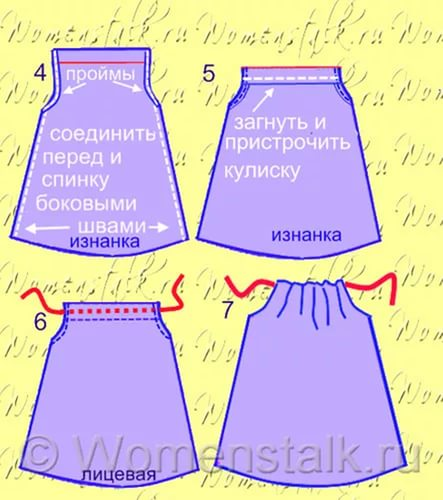 4
проймы
соединить
перед и
спинку
боковыми
швами
изнанка
5
загнуть и
пристрочить
кулиску
изнанка
6
лицевая
7
© Womenstalk.ru